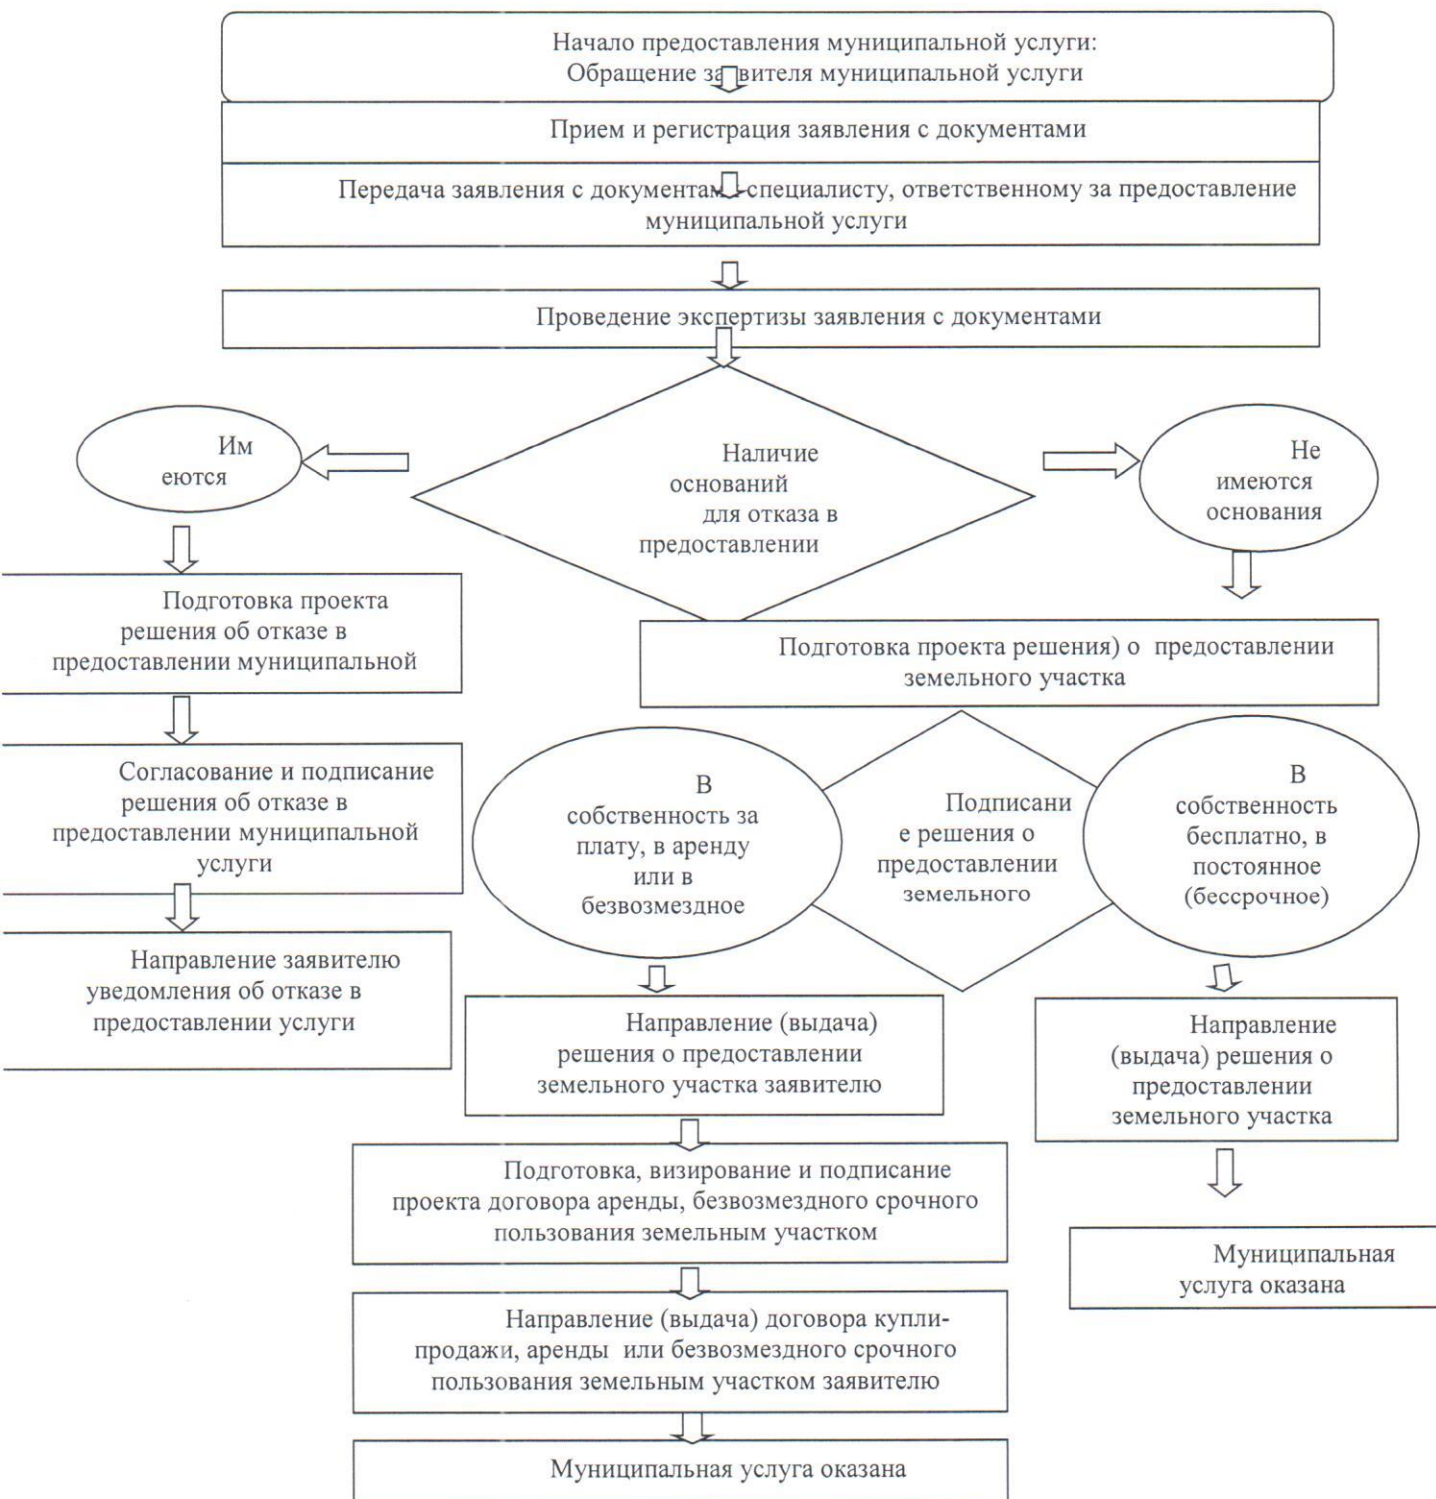 Начало предоставления муниципальной услуги:
Обращение заявителя муниципальной услуги
Прием и регистрация заявления с документами
Передача заявления с документами специалисту, ответственному за предоставление
муниципальной услуги
Проведение экспертизы заявления с документами
Наличие
оснований
для отказа в
предоставлении
Им
еются
Не
имеются
основания
Подготовка проекта
решения об отказе в
предоставлении муниципальной
Согласование и подписание
решения об отказе в
предоставлении муниципальной
услуги
Направление заявителю
уведомления об отказе в
предоставлении услуги
Подготовка проекта решения) о предоставлении
земельного участка
В
собственность за
плату, в аренду
или в
безвозмездное
Подписани
е решения о
предоставлении
земельного
В
собственность
бесплатно, в
постоянное
(бессрочное)
Направление (выдача)
решения о предоставлении
земельного участка заявителю
Направление
(выдача) решения о
предоставлении
земельного участка
Подготовка, визирование и подписание
проекта договора аренды, безвозмездного срочного
пользования земельным участком
Муниципальная
услуга оказана
Направление (выдача) договора купли-
продажи, аренды или безвозмездного срочного
пользования земельным участком заявителю
Муниципальная услуга оказана